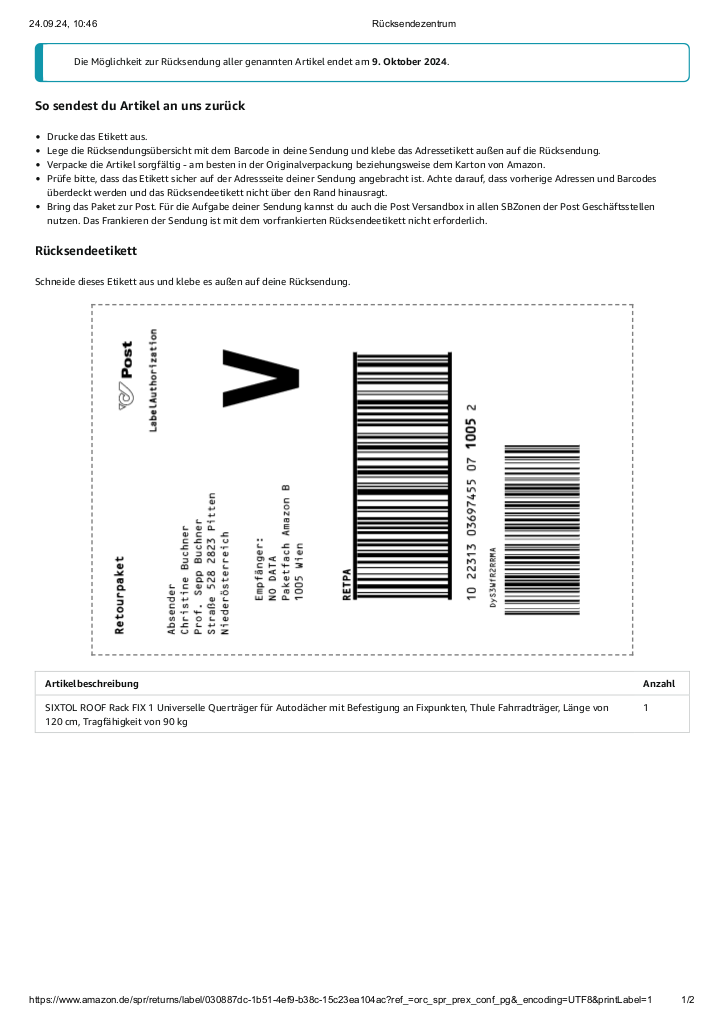 24.09.24, 10:46
Rücksendezentrum
Die Möglichkeit zur Rücksendung aller genannten Artikel endet am 9. Oktober 2024.
So sendest du Artikel an uns zurück
• Drucke das Etikett aus.
• Lege die Rücksendungsübersicht mit dem Barcode in deine Sendung und klebe das Adressetikett außen auf die Rücksendung.
• Verpacke die Artikel sorgfältig - am besten in der Originalverpackung beziehungsweise dem Karton von Amazon.
• Prüfe bitte, dass das Etikett sicher auf der Adressseite deiner Sendung angebracht ist. Achte darauf, dass vorherige Adressen und Barcodes
überdeckt werden und das Rücksendeetikett nicht über den Rand hinausragt.
• Bring das Paket zur Post. Für die Aufgabe deiner Sendung kannst du auch die Post Versandbox in allen SBZonen der Post Geschäftsstellen
nutzen. Das Frankieren der Sendung ist mit dem vorfrankierten Rücksendeetikett nicht erforderlich.
Rücksendeetikett
Schneide dieses Etikett aus und klebe es außen auf deine Rücksendung.
Retourpaket
Post
LabelAuthorization
Absender
Christine Buchner
Prof. Sepp Buchner
Straße 528 2823 Pitten
Niederösterreich
V
Empfänger:
NO DATA
Paketfach Amazon B
1005 Wien
RETPA
10 22313 03697455 07 1005 2
DyS3WfR2RRMA
Artikelbeschreibung
Anzahl
SIXTOL ROOF Rack FIX 1 Universelle Querträger für Autodächer mit Befestigung an Fixpunkten, Thule Fahrradträger, Länge von
120 cm, Tragfähigkeit von 90 kg
1
https://www.amazon.de/spr/returns/label/030887dc-1b51-4ef9-b38c-15c23ea104ac?ref_=orc_spr_prex_conf_pg&_encoding=UTF8&printLabel=1
1/2